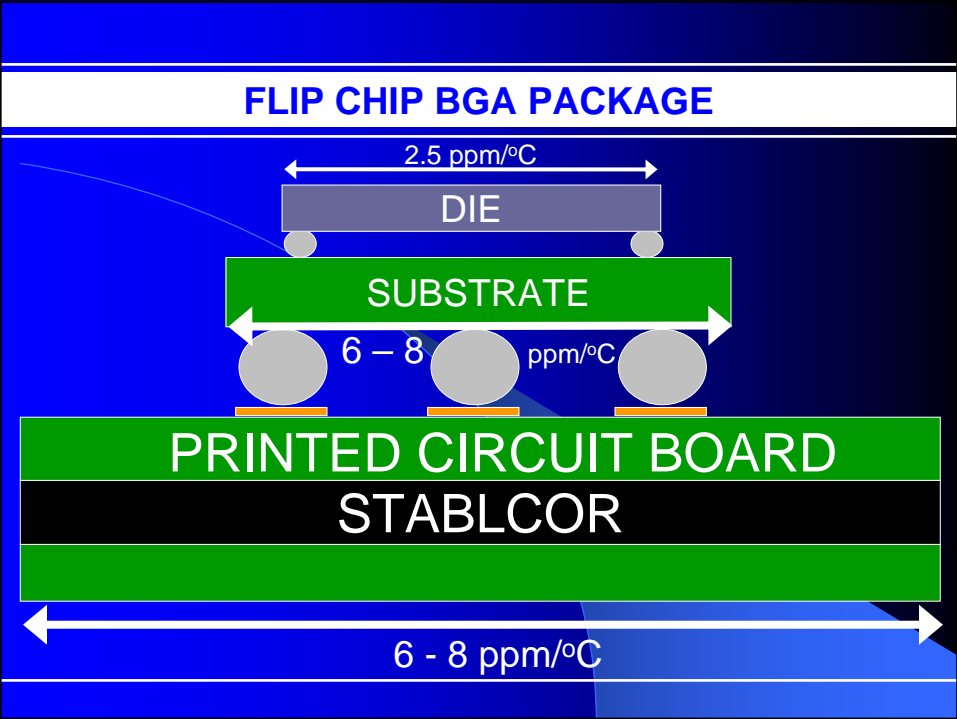 FLIP CHIP BGA PACKAGE
2.5 ppm/ºC
DIE
SUBSTRATE
6 – 8 ppm/ºC
PRINTED CIRCUIT BOARD
STABLCOR
6 - 8 ppm/ºC